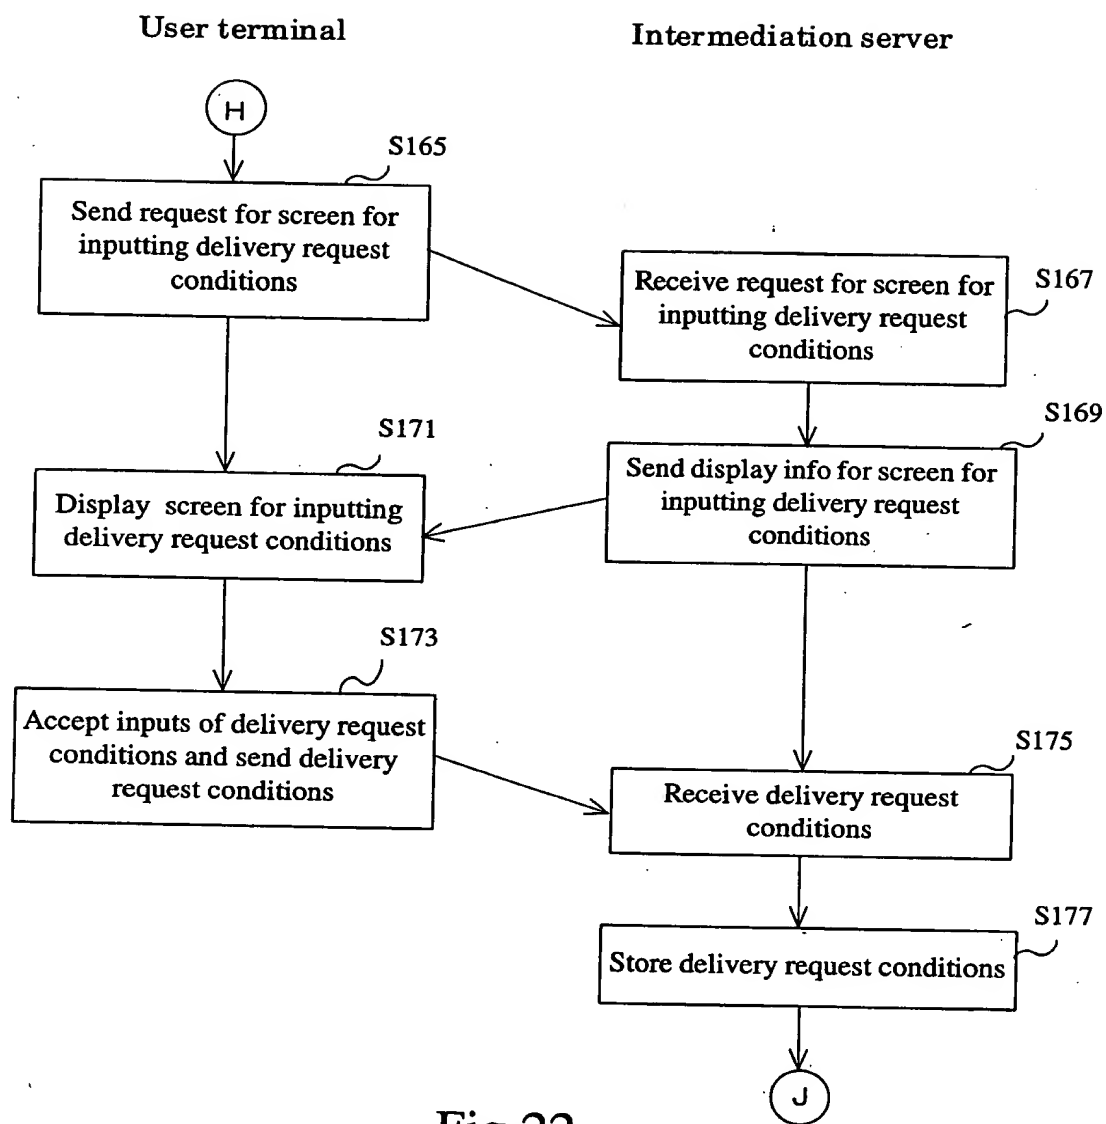 User terminal
Intermediation server
H
S165
Send request for screen for
inputting delivery request
conditions
S167
Receive request for screen for
inputting delivery request
conditions
S169
Send display info for screen for
inputting delivery request
conditions
S171
Display screen for inputting
delivery request conditions
S173
Accept inputs of delivery request
conditions and send delivery
request conditions
S175
Receive delivery request
conditions
S177
Store delivery request conditions
J